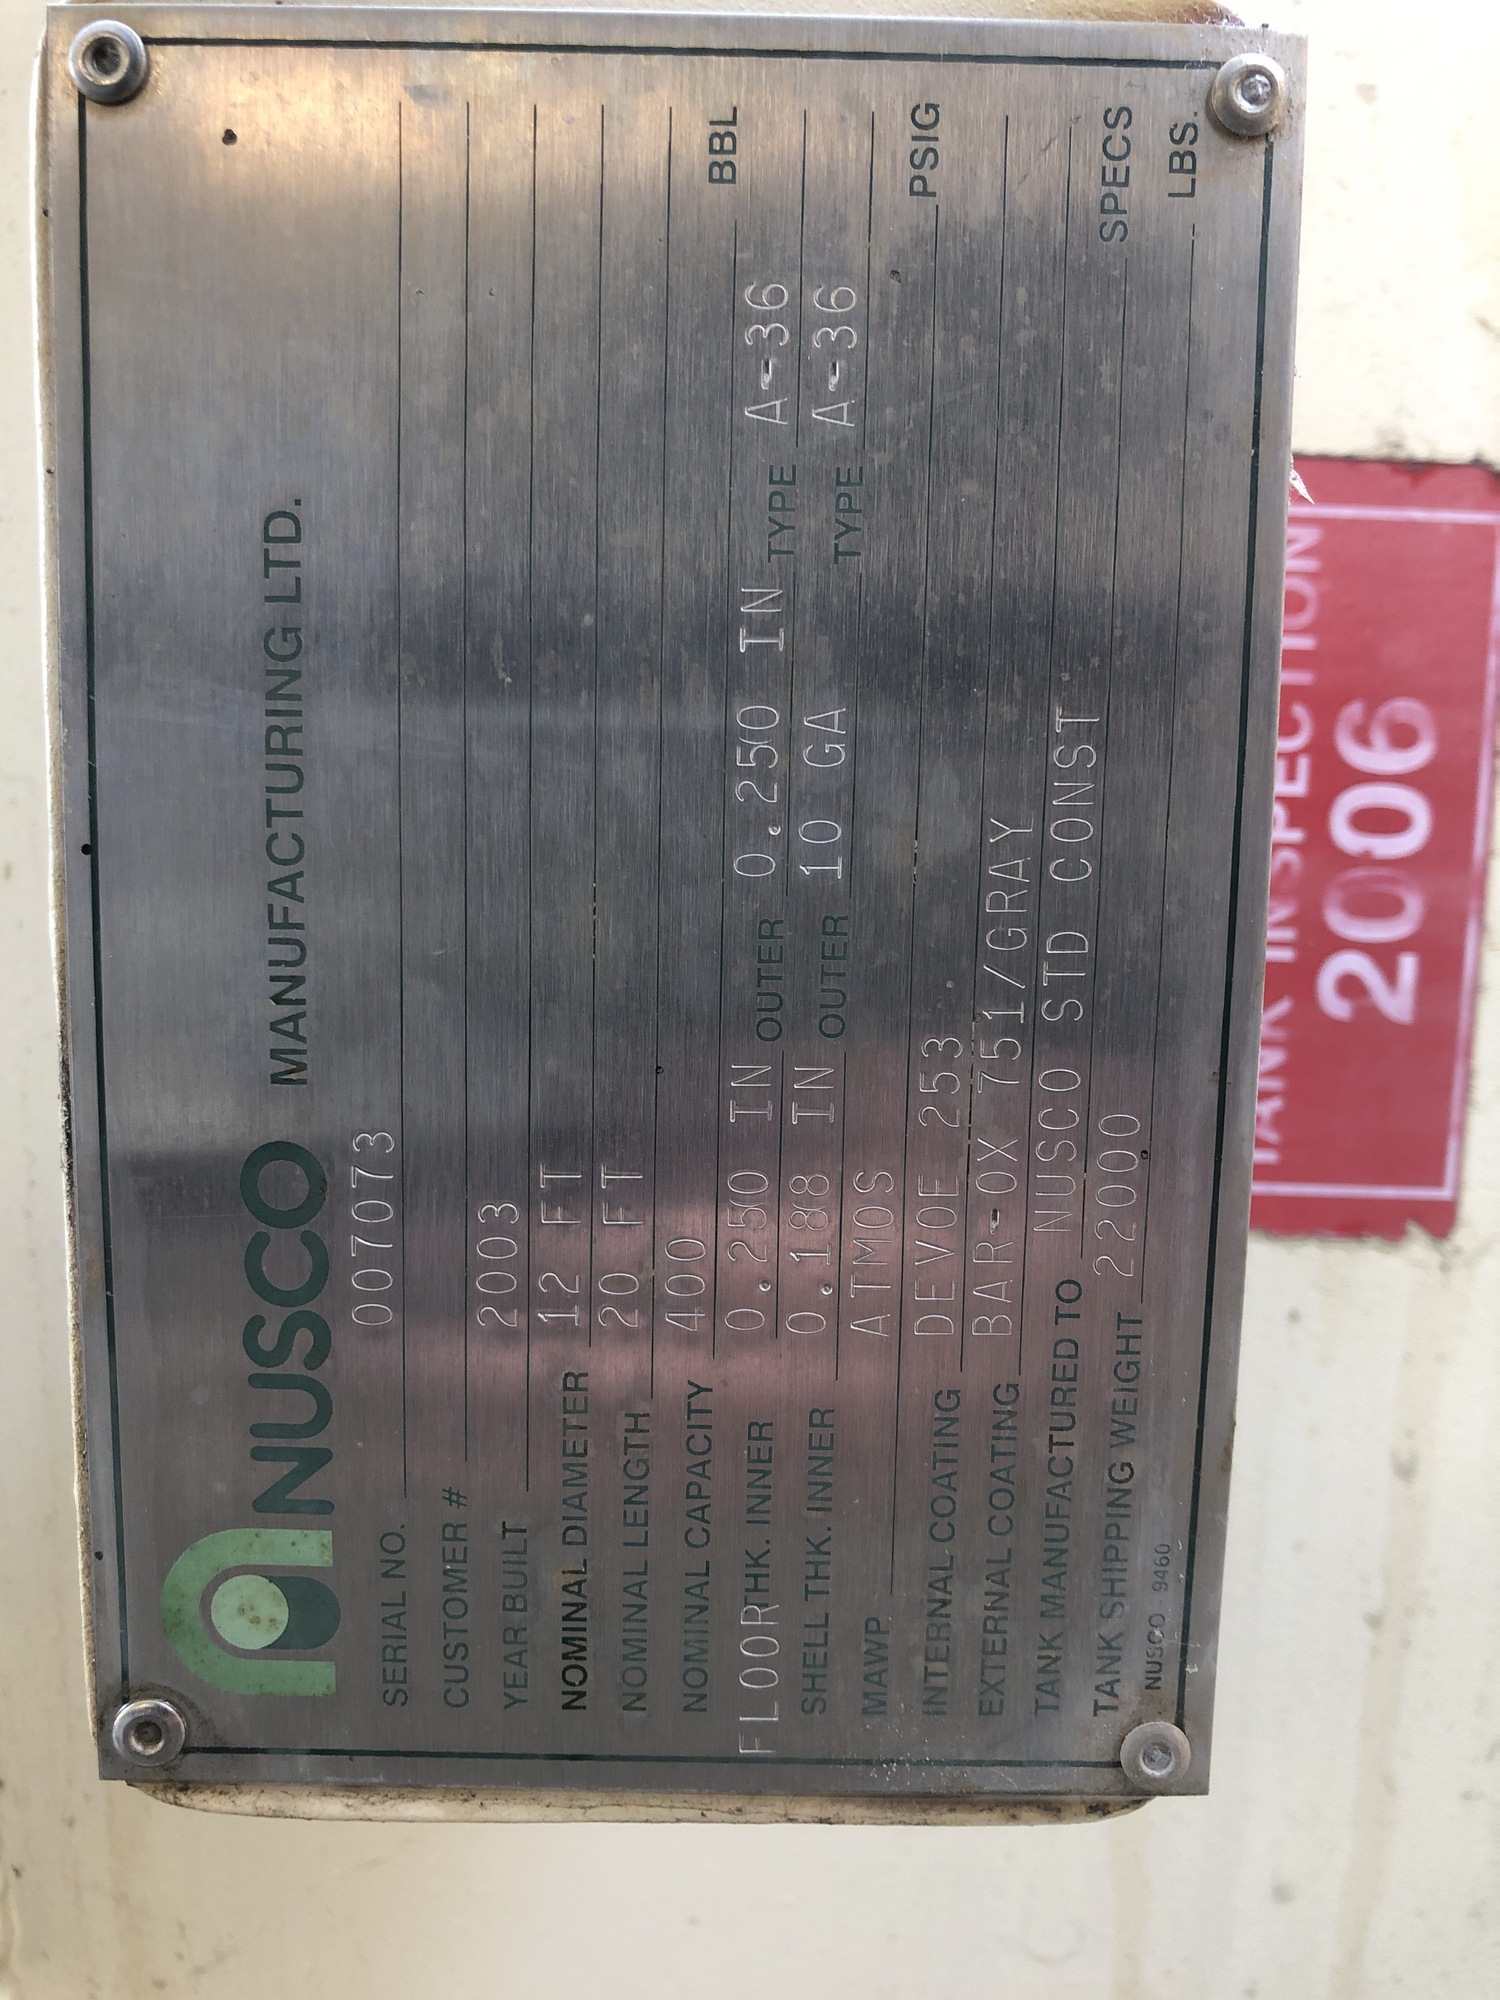 NUSCO MANUFACTURING LTD.
SERIAL NO. 007073
CUSTOMER #
YEAR BUILT 2003
NOMINAL DIAMETER 12 FT
NOMINAL LENGTH 20 FT
NOMINAL CAPACITY 400 BBL
FLOOR THK. INNER 0.250 IN OUTER 0.250 IN TYPE A-36
SHELL THK. INNER 0.188 IN OUTER 10 GA TYPE A-36
MAWP ATMOS PSIG
INTERNAL COATING DEVOE 253
EXTERNAL COATING BAR-OX 751/GRAY
TANK MANUFACTURED TO NUSCO STD CONST SPECS
TANK SHIPPING WEIGHT 22000 LBS.
NUSCO - 9460
TANK INSPECTION
2006